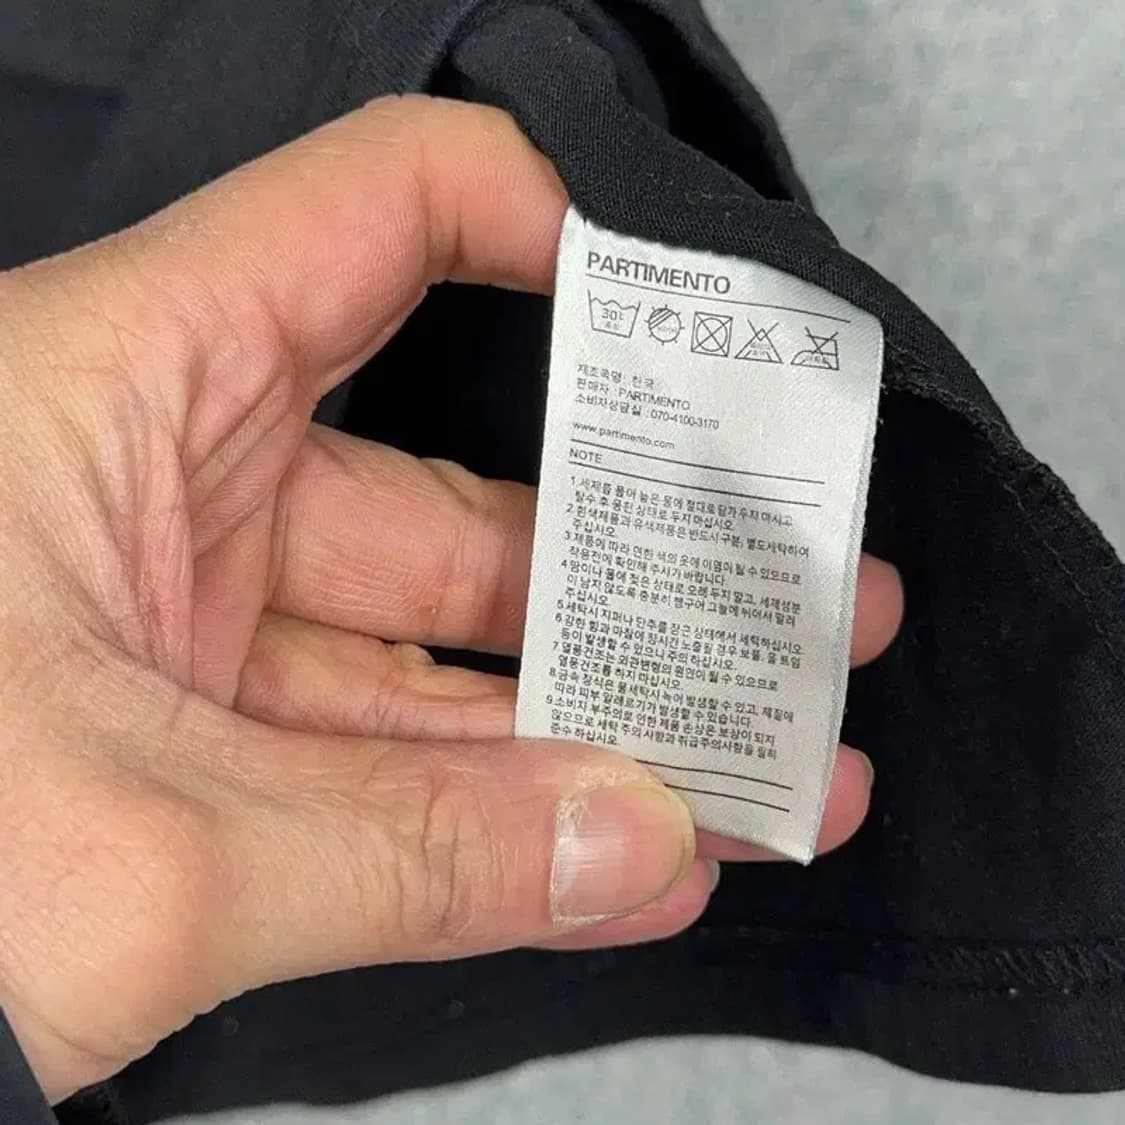 PARTIMENTO
30℃
중성
제조국명 : 한국
판매자 : PARTIMENTO
소비자상담실 : 070-4100-3170
www.partimento.com
NOTE
1.세제를 풀어 놓은 물에 절대로 담가 두지 마시고
탈수 후 뭉친 상태로 두지 마십시오.
2.흰색제품과 유색제품은 반드시 구분, 별도세탁하여
주십시오.
3.제품에 따라 연한 색의 옷에 이염이 될 수 있으므로
착용전에 확인해 주시기 바랍니다.
4.땀이나 물에 젖은 상태로 오래 두지 말고, 세제성분
이 남지 않도록 충분히 헹구어 그늘에 뉘어서 말려
주십시오.
5.세탁시 지퍼나 단추를 잠근 상태에서 세탁하십시오.
6.강한 힘과 마찰에 장시간 노출될 경우 보풀, 올 트임
등이 발생할 수 있으니 주의 하십시오.
7.열풍건조는 외관변형의 원인이 될 수 있으므로
열풍건조를 하지 마십시오.
8.금속 장식은 물세탁시 녹이 발생할 수 있고, 체질에
따라 피부 알레르기가 발생할 수 있습니다.
9.소비자 부주의로 인한 제품 손상은 보상이 되지
않으므로 세탁 주의 사항과 취급주의사항을 필히
준수 하십시오.